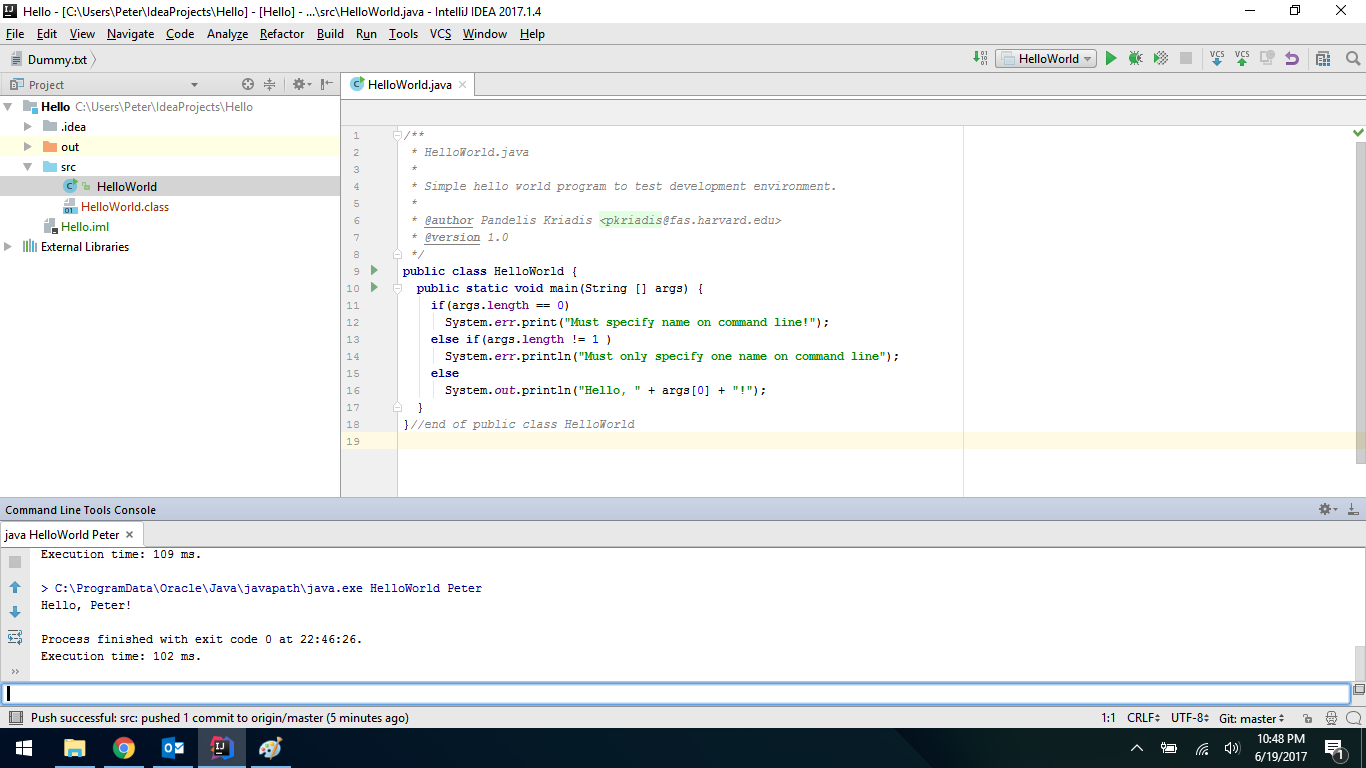 Hello - [C:\Users\Peter\IdeaProjects\Hello] - [Hello] - ...\src\HelloWorld.java - IntelliJ IDEA 2017.1.4
File Edit View Navigate Code Analyze Refactor Build Run Tools VCS Window Help
Dummy.txt
HelloWorld
VCS VCS
Project
HelloWorld.java
Hello C:\Users\Peter\IdeaProjects\Hello
.idea
out
src
HelloWorld
HelloWorld.class
Hello.iml
External Libraries
1 /**
2 * HelloWorld.java
3 *
4 * Simple hello world program to test development environment.
5 *
6 * @author Pandelis Kriadis <pkriadis@fas.harvard.edu>
7 * @version 1.0
8 */
9 public class HelloWorld {
10 public static void main(String [] args) {
11 if(args.length == 0)
12 System.err.print("Must specify name on command line!");
13 else if(args.length != 1 )
14 System.err.println("Must only specify one name on command line");
15 else
16 System.out.println("Hello, " + args[0] + "!");
17 }
18 }//end of public class HelloWorld
19
Command Line Tools Console
java HelloWorld Peter
Execution time: 109 ms.
> C:\ProgramData\Oracle\Java\javapath\java.exe HelloWorld Peter
Hello, Peter!
Process finished with exit code 0 at 22:46:26.
Execution time: 102 ms.
Push successful: src: pushed 1 commit to origin/master (5 minutes ago)
1:1 CRLF UTF-8 Git: master
10:48 PM
6/19/2017
1